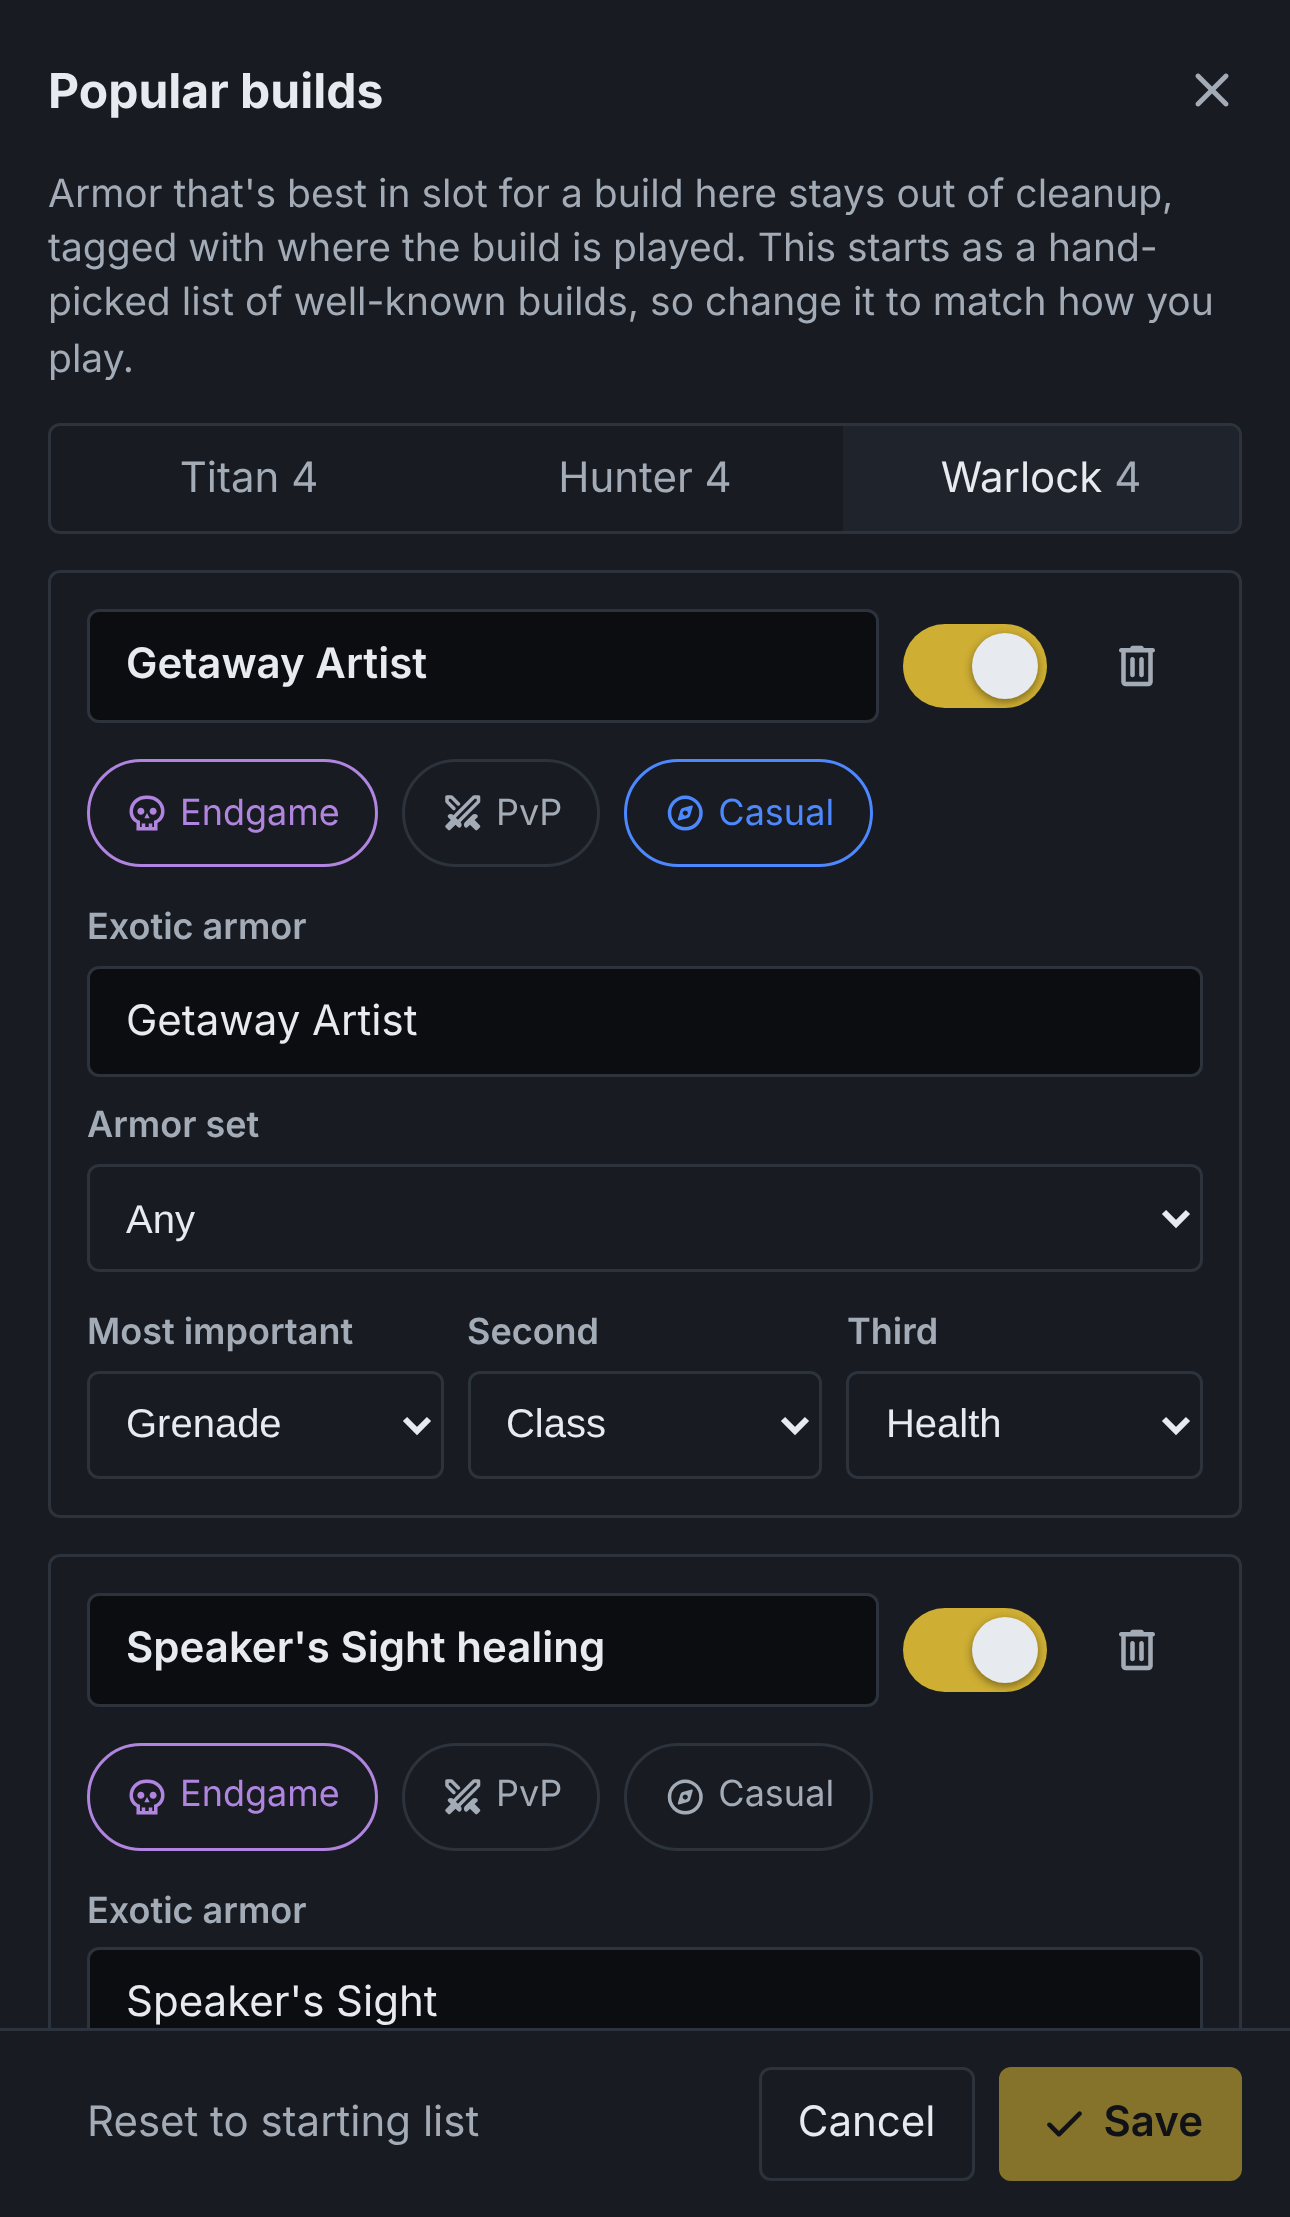 Popular builds
Armor that's best in slot for a build here stays out of cleanup,
tagged with where the build is played. This starts as a hand-
picked list of well-known builds, so change it to match how you
play.
Titan 4
Hunter 4
Warlock 4
Getaway Artist
Endgame
PvP
Casual
Exotic armor
Getaway Artist
Armor set
Any
Most important
Second
Third
Grenade
Class
Health
Speaker's Sight healing
Endgame
PvP
Casual
Exotic armor
Speaker's Sight
Reset to starting list
Cancel
Save